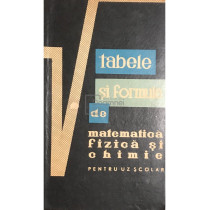 tabele
și formule
de
matematică
fizică și
chimie
PENTRU UZ ȘCOLAR